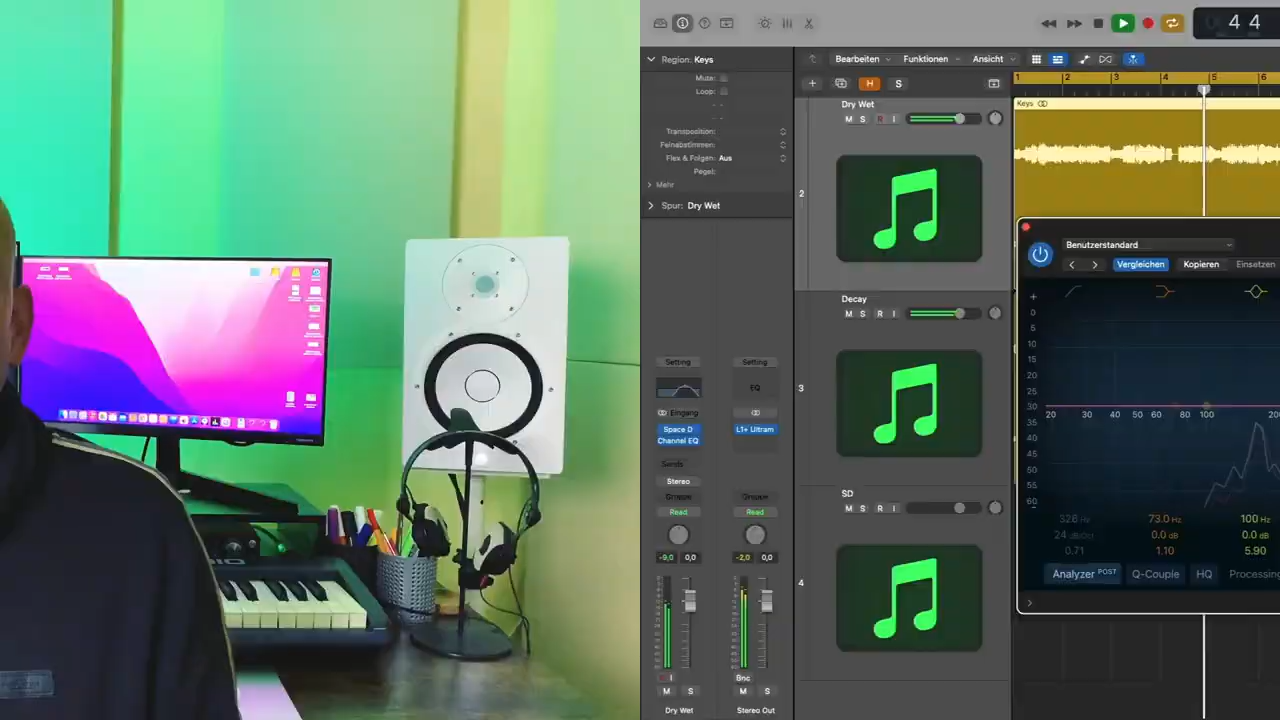 44
Region: Keys
Mute:
Loop:
Transposition:
Feinabstimmen:
Flex & Folgen: Aus
Pegel:
Mehr
Spur: Dry Wet
Setting
Setting
EQ
Eingang
Space D
Channel EQ
L1+ Ultram
Sends
Stereo
Gruppe
Gruppe
Read
Read
-9,0
0,0
-2,0
0,0
I
Bnc
M
S
M
S
Dry Wet
Stereo Out
Bearbeiten
Funktionen
Ansicht
H
S
1
2
3
4
5
6
Keys
2
Dry Wet
M S R I
3
Decay
M S R I
4
SD
M S R I
Benutzerstandard
Vergleichen
Kopieren
Einsetzen
0
5
10
15
20
25
30
35
40
45
50
55
60
20
30
40
50
60
80
100
200
326 Hz
73.0 Hz
100 Hz
24 dB/Oct
0.0 dB
0.0 dB
0.71
1.10
5.90
Analyzer POST
Q-Couple
HQ
Processing